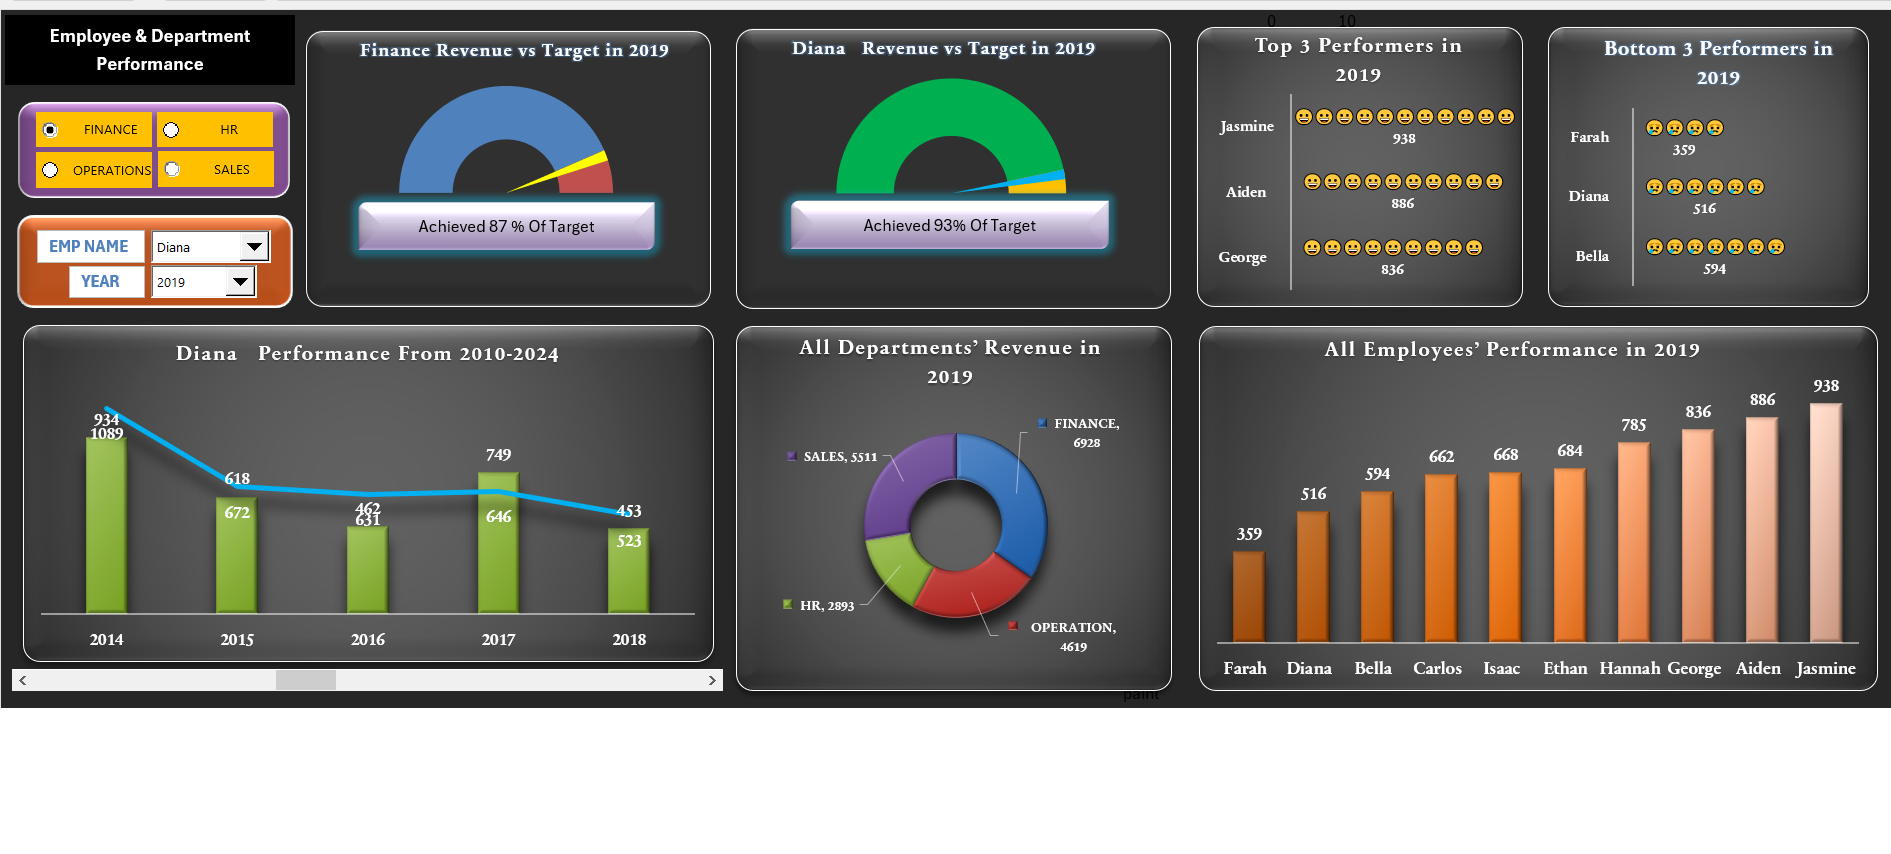 0 10
Employee & Department
Performance
FINANCE
HR
OPERATIONS
SALES
EMP NAME
Diana
YEAR
2019
Finance Revenue vs Target in 2019
Achieved 87 % Of Target
Diana Revenue vs Target in 2019
Achieved 93% Of Target
Top 3 Performers in
2019
Jasmine
938
Aiden
886
George
836
Bottom 3 Performers in
2019
Farah
359
Diana
516
Bella
594
Diana Performance From 2010-2024
934
1089
618
672
462
631
749
646
453
523
2014 2015 2016 2017 2018
All Departments’ Revenue in
2019
FINANCE,
6928
SALES, 5511
HR, 2893
OPERATION,
4619
paint
All Employees’ Performance in 2019
359 516 594 662 668 684 785 836 886 938
Farah Diana Bella Carlos Isaac Ethan Hannah George Aiden Jasmine